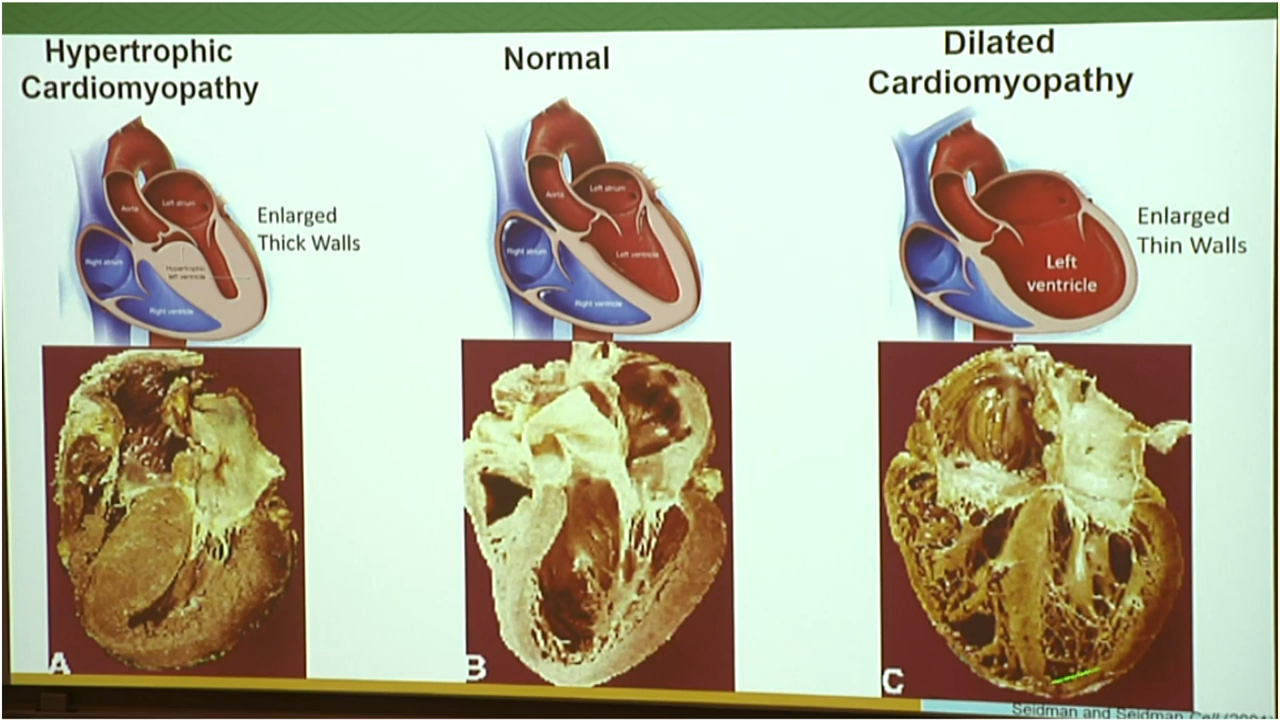 Hypertrophic
Cardiomyopathy
Normal
Dilated
Cardiomyopathy
Aorta
Left atrium
Right atrium
Hypertrophic
left ventricle
Right ventricle
Enlarged
Thick Walls
Aorta
Left atrium
Right atrium
Left ventricle
Right ventricle
Left
ventricle
Enlarged
Thin Walls
A
B
C
Seidman and Seidman Cell